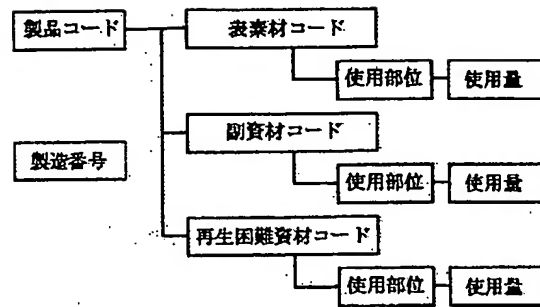 製品コード
表素材コード
使用部位
使用量
副資材コード
製造番号
使用部位
使用量
再生困難資材コード
使用部位
使用量